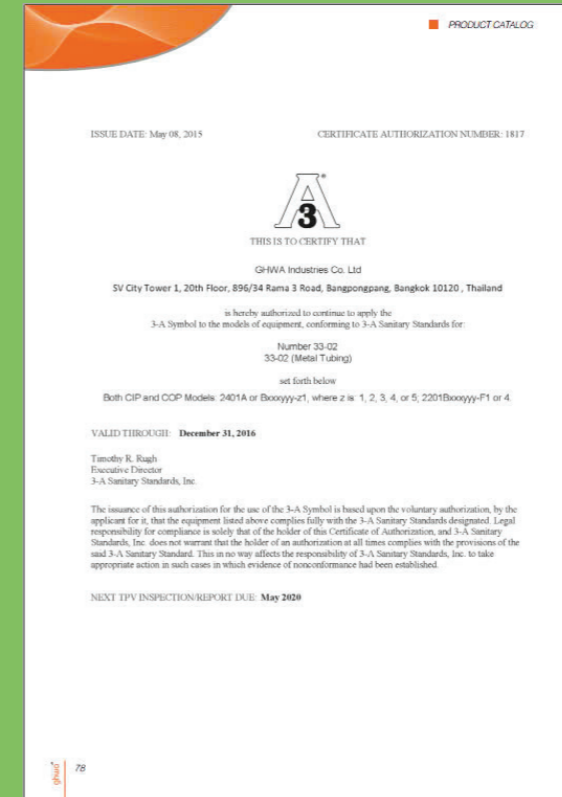 PRODUCT CATALOG
ISSUE DATE: May 08, 2015 CERTIFICATE AUTHORIZATION NUMBER: 1817
A®
3
THIS IS TO CERTIFY THAT
GHWA Industries Co. Ltd
SV City Tower 1, 20th Floor, 896/34 Rama 3 Road, Bangpongpang, Bangkok 10120 , Thailand
is hereby authorized to continue to apply the
3-A Symbol to the models of equipment, conforming to 3-A Sanitary Standards for:
Number 33-02
33-02 (Metal Tubing)
set forth below
Both CIP and COP Models: 2401A or Bxxxyyy-z1, where z is: 1, 2, 3, 4, or 5; 2201Bxxxyyy-F1 or 4.
VALID THROUGH: December 31, 2016
Timothy R. Rugh
Executive Director
3-A Sanitary Standards, Inc.
The issuance of this authorization for the use of the 3-A Symbol is based upon the voluntary authorization, by the
applicant for it, that the equipment listed above complies fully with the 3-A Sanitary Standards designated. Legal
responsibility for compliance is solely that of the holder of this Certificate of Authorization, and 3-A Sanitary
Standards, Inc. does not warrant that the holder of an authorization at all times complies with the provisions of the
said 3-A Sanitary Standard. This in no way affects the responsibility of 3-A Sanitary Standards, Inc. to take
appropriate action in such cases in which evidence of nonconformance had been established.
NEXT TPV INSPECTION/REPORT DUE: May 2020
ghwa
78